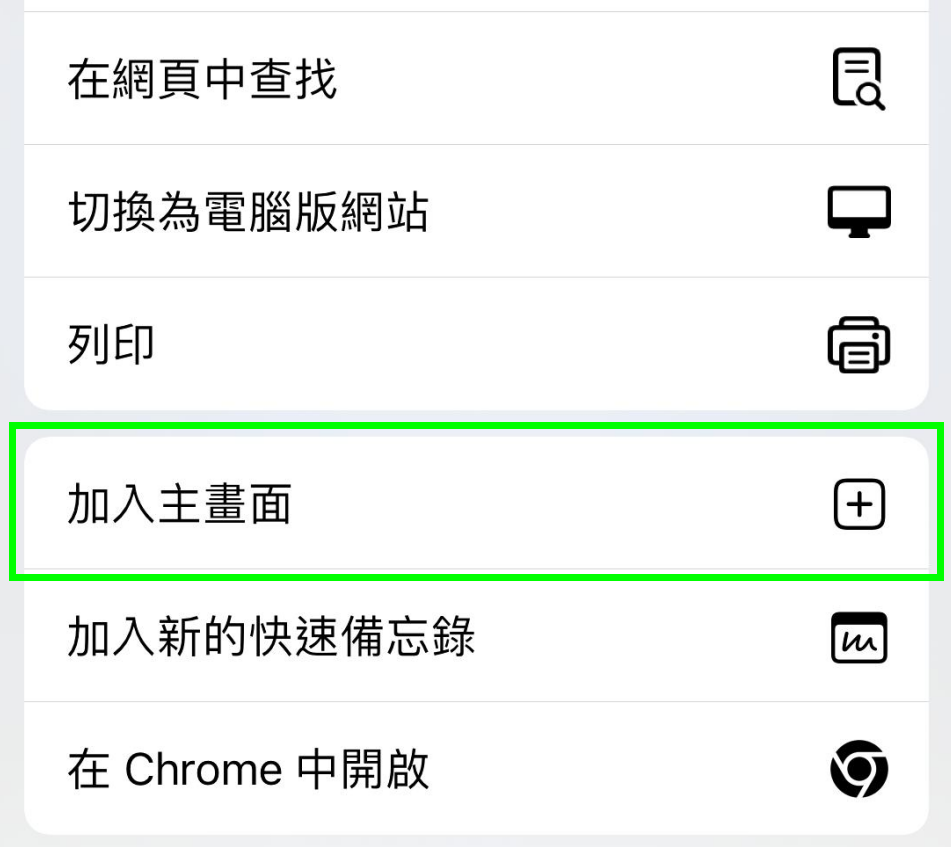 在網頁中查找
切換為電腦版網站
列印
加入主畫面
加入新的快速備忘錄
在 Chrome 中開啟